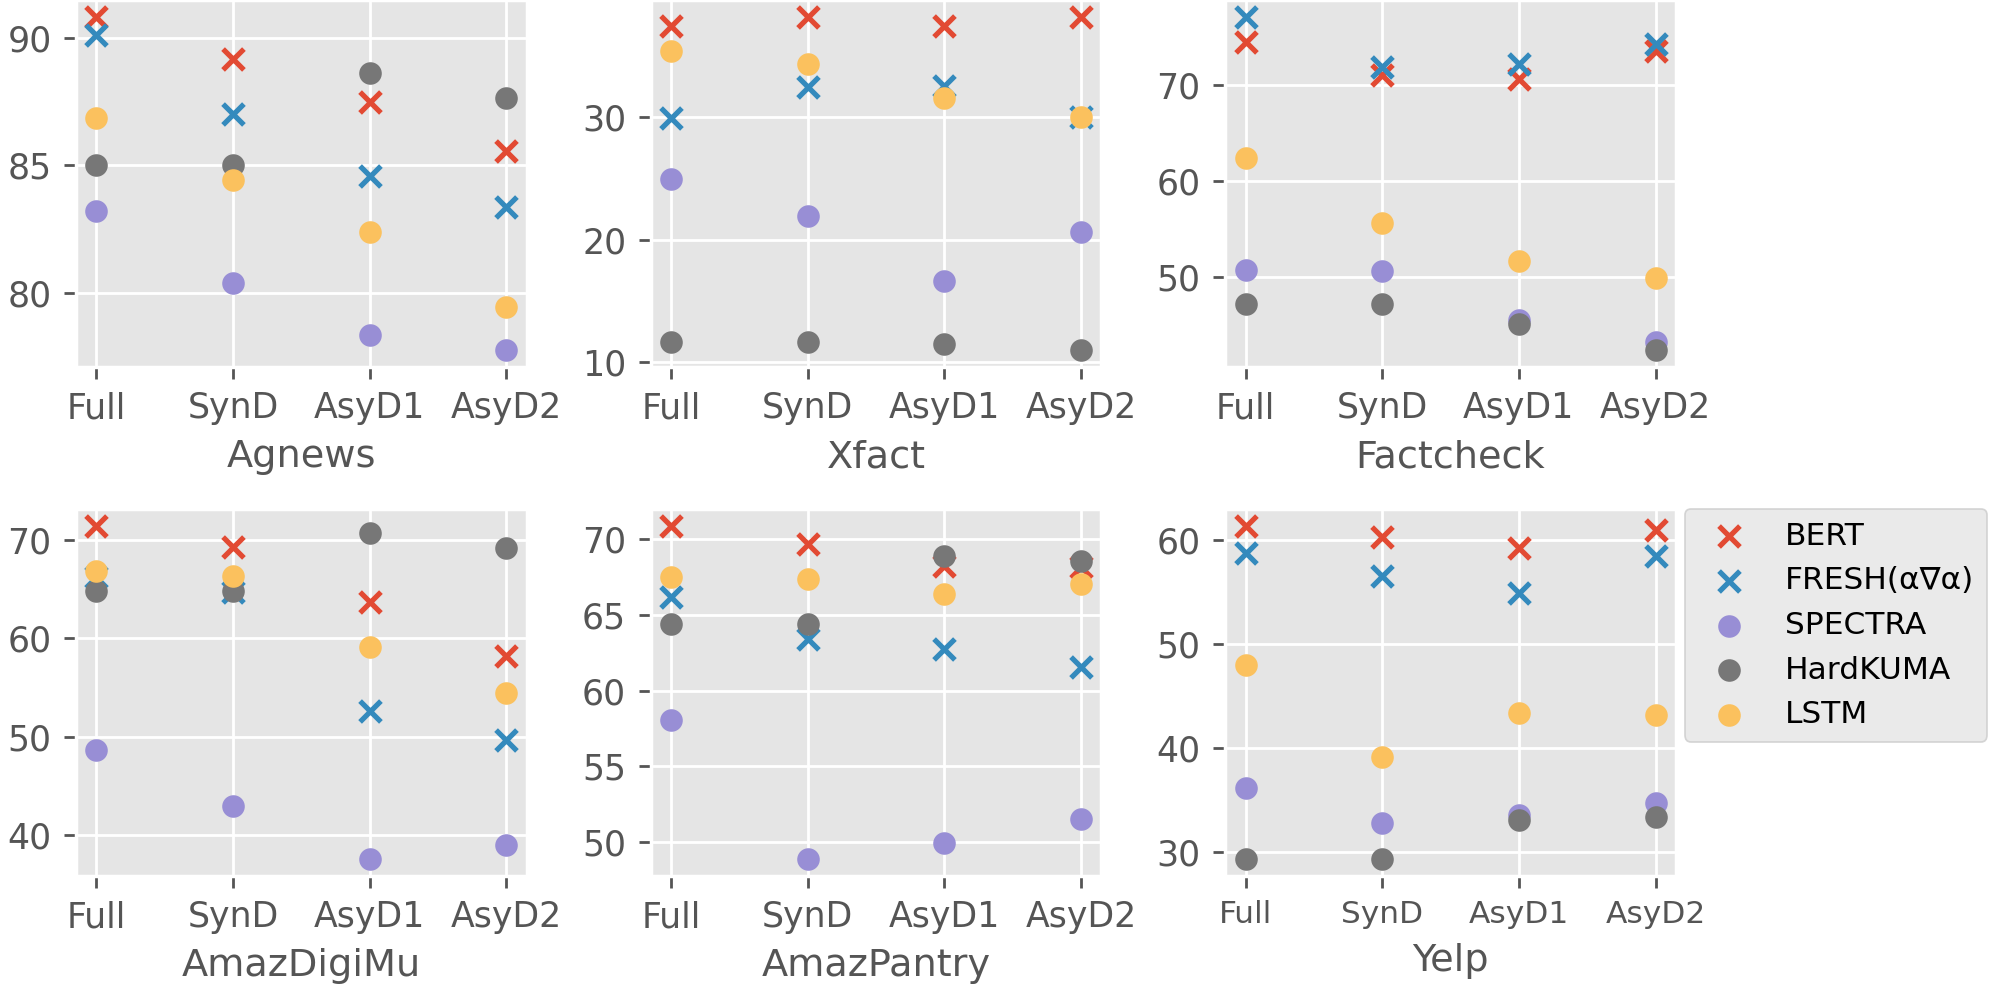 90
85
80
Full SynD AsyD1 AsyD2
Agnews
30
20
10
Full SynD AsyD1 AsyD2
Xfact
70
60
50
Full SynD AsyD1 AsyD2
Factcheck
70
60
50
40
Full SynD AsyD1 AsyD2
AmazDigiMu
70
65
60
55
50
Full SynD AsyD1 AsyD2
AmazPantry
60
50
40
30
Full SynD AsyD1 AsyD2
Yelp
BERT
FRESH(α∇α)
SPECTRA
HardKUMA
LSTM